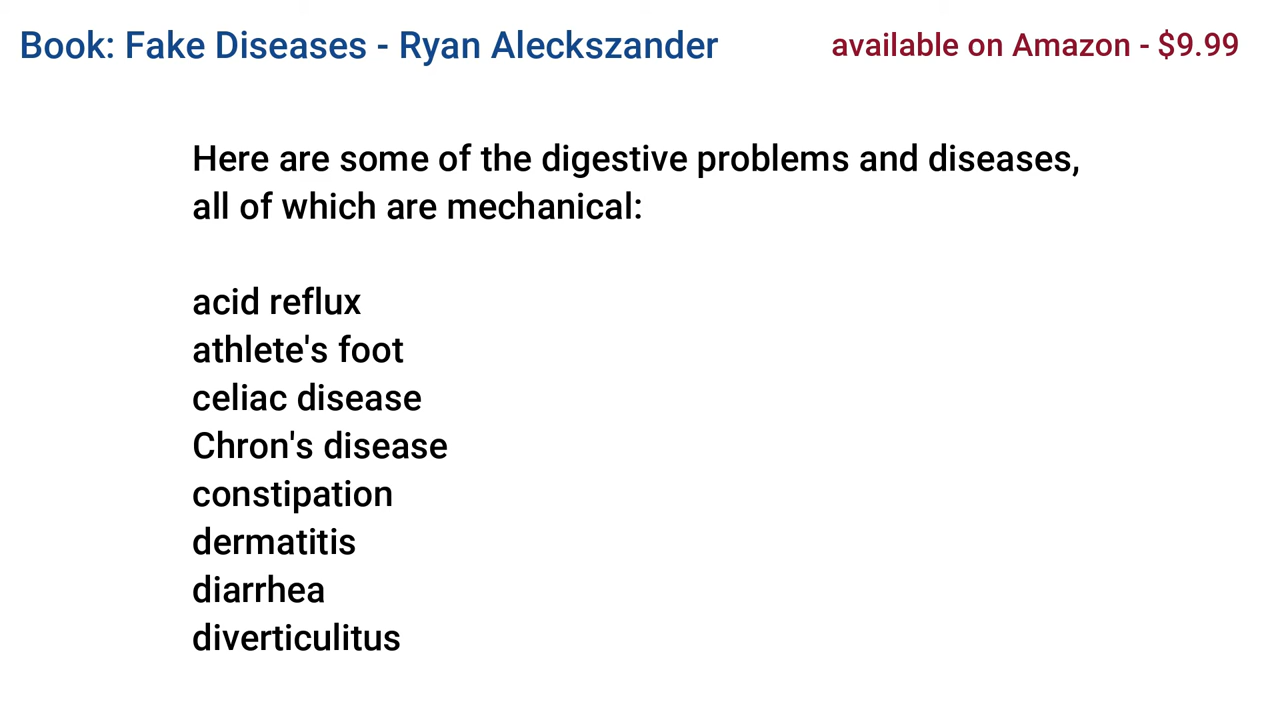 Book: Fake Diseases - Ryan Aleckszander
available on Amazon - $9.99
Here are some of the digestive problems and diseases,
all of which are mechanical:
acid reflux
athlete's foot
celiac disease
Chron's disease
constipation
dermatitis
diarrhea
diverticulitus